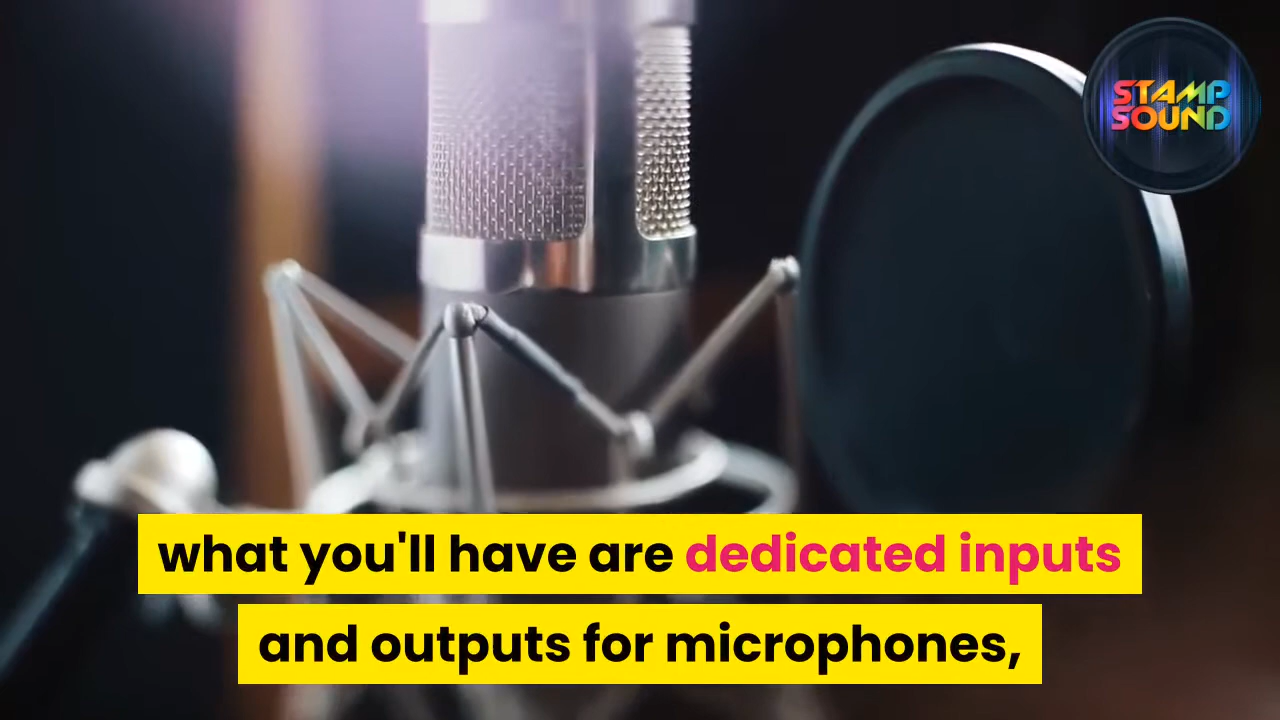 STAMP
SOUND
what you'll have are dedicated inputs
and outputs for microphones,